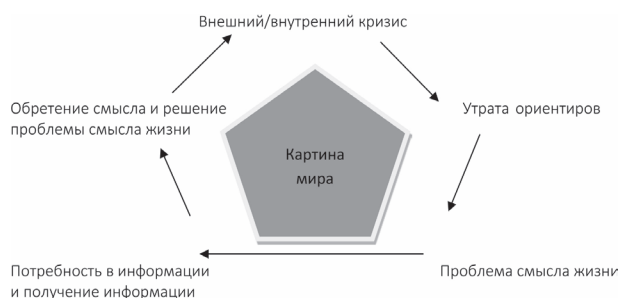 Внешний/внутренний кризис
Обретение смысла и решение
проблемы смысла жизни
Утрата ориентиров
Картина
мира
Потребность в информации
и получение информации
Проблема смысла жизни